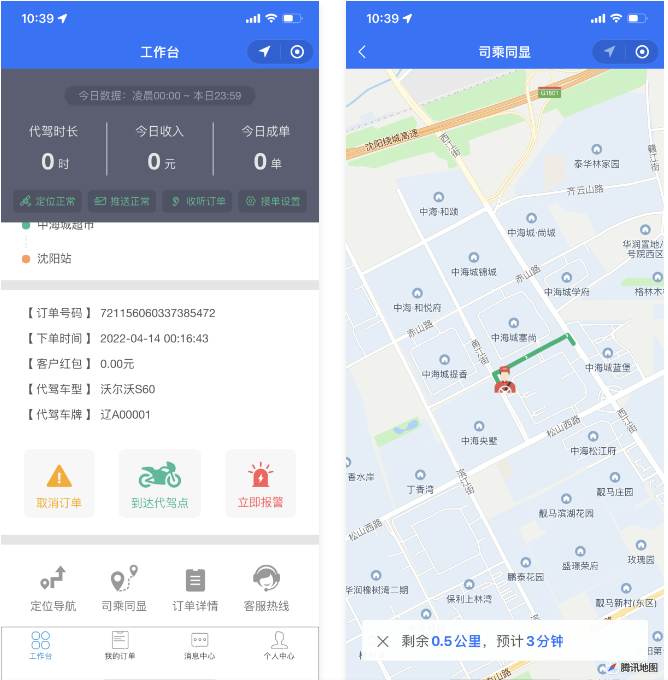 10:39
工作台
今日数据：凌晨00:00 ~ 本日23:59
代驾时长 今日收入 今日成单
0 时 0 元 0 单
定位正常 推送正常 收听订单 接单设置
中海城超市
沈阳站
【 订单号码 】 721156060337385472
【 下单时间 】 2022-04-14 00:16:43
【 客户红包 】 0.00元
【 代驾车型 】 沃尔沃S60
【 代驾车牌 】 辽A00001
取消订单 到达代驾点 立即报警
定位导航 司乘同显 订单详情 客服热线
工作台 我的订单 消息中心 个人中心
10:39
司乘同显
G1501
沈阳绕城高速
西江街
赣江街
泰华林家园
齐云山路
中海·和颂
中海城·尚城
华润置地/
号院西区
中海城锦城
赤山路
中海城学府
格林木
中海·和悦府
赤山路
中海城塞尚
甬江街
中海城蓝堡
中海城提香
西江街
松山西路
中海央墅
中海松江府
香水岸
滨江街
丁香湾
靓马庄园
靓马滨湖花园
松山西路
玫瑰园
盛璟荣府
鹏泰花园
华润橡树湾二期
保利上林湾
靓马新村(东区)
剩余0.5公里，预计3分钟
腾讯地图